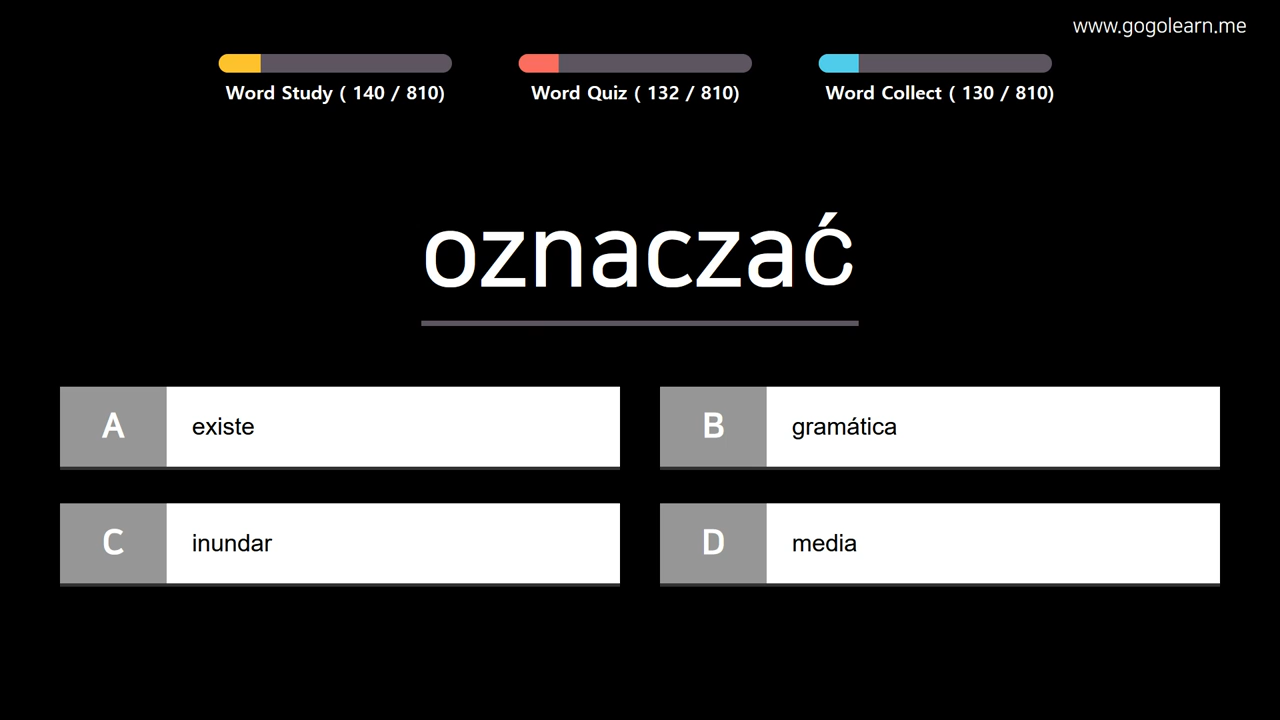 www.gogolearn.me
Word Study ( 140 / 810)
Word Quiz ( 132 / 810)
Word Collect ( 130 / 810)
oznaczać
A existe
B gramática
C inundar
D media